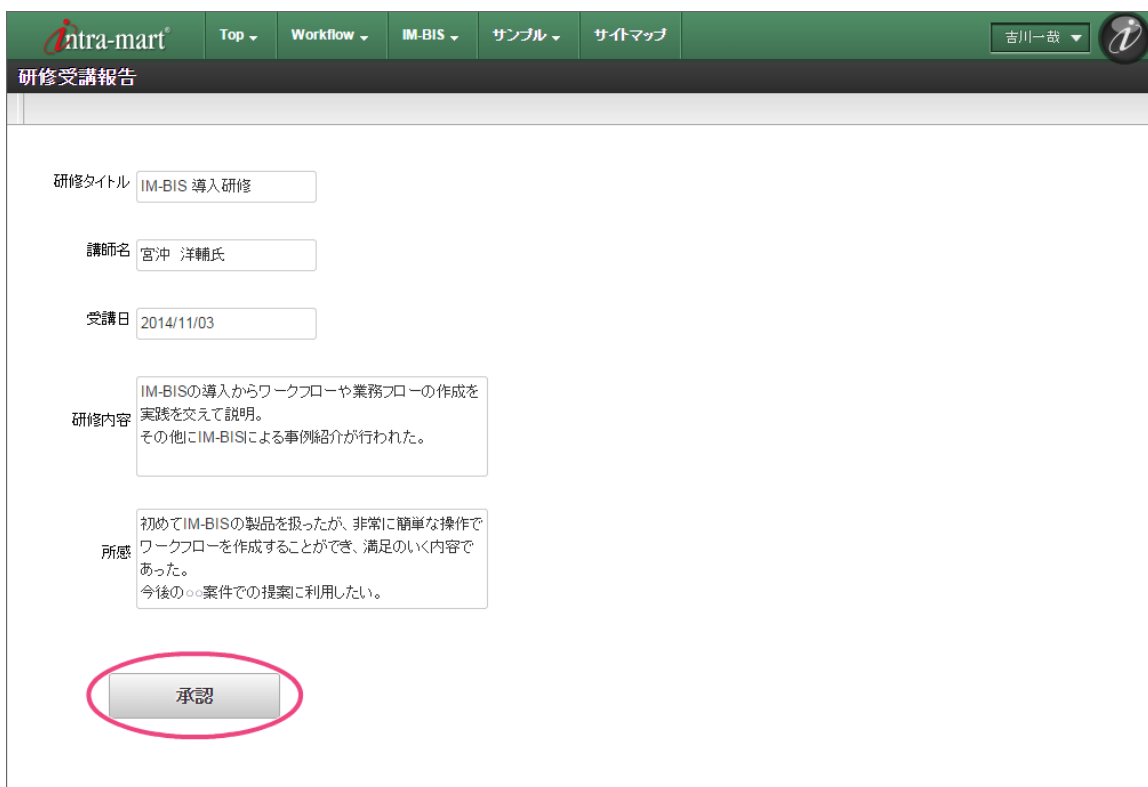 intra-mart®
Top
Workflow
IM-BIS
サンプル
サイトマップ
吉川一哉
研修受講報告
研修タイトル
IM-BIS 導入研修
講師名
宮沖 洋輔氏
受講日
2014/11/03
研修内容
IM-BISの導入からワークフローや業務フローの作成を
実践を交えて説明。
その他にIM-BISによる事例紹介が行われた。
所感
初めてIM-BISの製品を扱ったが、非常に簡単な操作で
ワークフローを作成することができ、満足のいく内容で
あった。
今後の○○案件での提案に利用したい。
承認